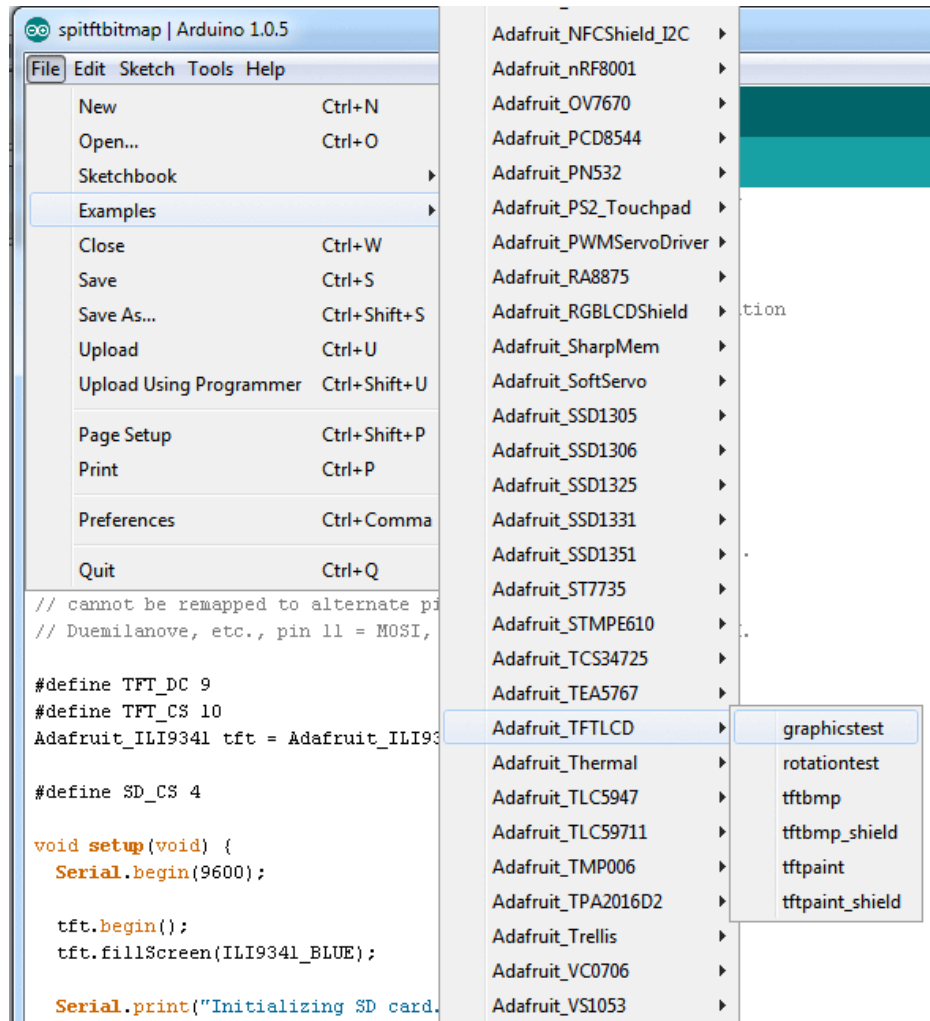 spitftbitmap | Arduino 1.0.5
File Edit Sketch Tools Help
New Ctrl+N
Open... Ctrl+O
Sketchbook
Examples
Close Ctrl+W
Save Ctrl+S
Save As... Ctrl+Shift+S
Upload Ctrl+U
Upload Using Programmer Ctrl+Shift+U
Page Setup Ctrl+Shift+P
Print Ctrl+P
Preferences Ctrl+Comma
Quit Ctrl+Q
Adafruit_NFCShield_I2C
Adafruit_nRF8001
Adafruit_OV7670
Adafruit_PCD8544
Adafruit_PN532
Adafruit_PS2_Touchpad
Adafruit_PWMServoDriver
Adafruit_RA8875
Adafruit_RGBLCDShield
Adafruit_SharpMem
Adafruit_SoftServo
Adafruit_SSD1305
Adafruit_SSD1306
Adafruit_SSD1325
Adafruit_SSD1331
Adafruit_SSD1351
Adafruit_ST7735
Adafruit_STMPE610
Adafruit_TCS34725
Adafruit_TEA5767
Adafruit_TFTLCD
Adafruit_Thermal
Adafruit_TLC5947
Adafruit_TLC59711
Adafruit_TMP006
Adafruit_TPA2016D2
Adafruit_Trellis
Adafruit_VC0706
Adafruit_VS1053
graphicstest
rotationtest
tftbmp
tftbmp_shield
tftpaint
tftpaint_shield
tion
// cannot be remapped to alternate pi
// Duemilanove, etc., pin 11 = MOSI,
#define TFT_DC 9
#define TFT_CS 10
Adafruit_ILI9341 tft = Adafruit_ILI93
#define SD_CS 4
void setup(void) {
Serial.begin(9600);
tft.begin();
tft.fillScreen(ILI9341_BLUE);
Serial.print("Initializing SD card.